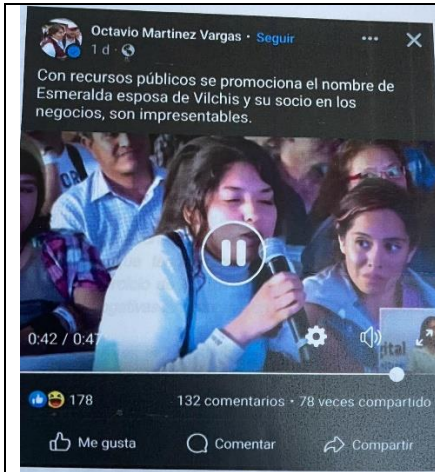 Octavio Martinez Vargas · Seguir
1 d ·
Con recursos públicos se promociona el nombre de
Esmeralda esposa de Vilchis y su socio en los
negocios, son impresentables.
0:42 / 0:47
ital
178
132 comentarios • 78 veces compartido
Me gusta
Comentar
Compartir